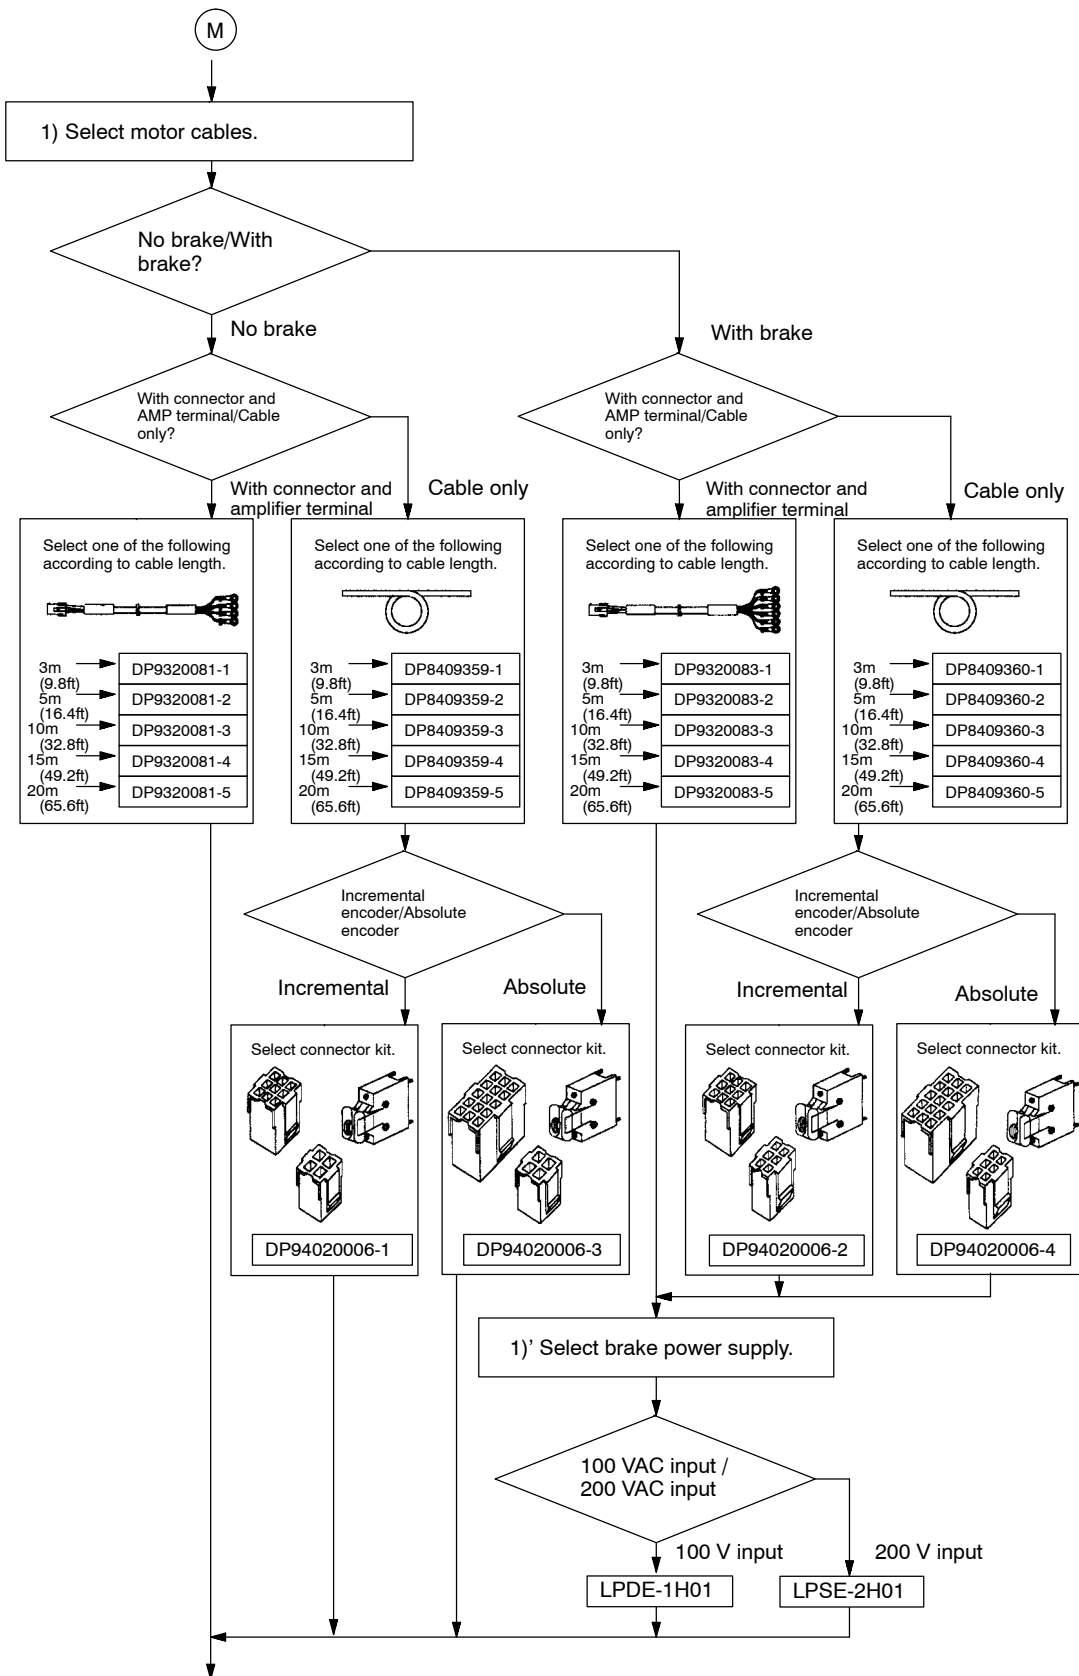 M
1) Select motor cables.
No brake/With
brake?
No brake
With brake
With connector and
AMP terminal/Cable
only?
With connector and
AMP terminal/Cable
only?
With connector and
amplifier terminal
Cable only
With connector and
amplifier terminal
Cable only
Select one of the following
according to cable length.
3m
(9.8ft)
DP9320081-1
5m
(16.4ft)
DP9320081-2
10m
(32.8ft)
DP9320081-3
15m
(49.2ft)
DP9320081-4
20m
(65.6ft)
DP9320081-5
Select one of the following
according to cable length.
3m
(9.8ft)
DP8409359-1
5m
(16.4ft)
DP8409359-2
10m
(32.8ft)
DP8409359-3
15m
(49.2ft)
DP8409359-4
20m
(65.6ft)
DP8409359-5
Select one of the following
according to cable length.
3m
(9.8ft)
DP9320083-1
5m
(16.4ft)
DP9320083-2
10m
(32.8ft)
DP9320083-3
15m
(49.2ft)
DP9320083-4
20m
(65.6ft)
DP9320083-5
Select one of the following
according to cable length.
3m
(9.8ft)
DP8409360-1
5m
(16.4ft)
DP8409360-2
10m
(32.8ft)
DP8409360-3
15m
(49.2ft)
DP8409360-4
20m
(65.6ft)
DP8409360-5
Incremental
encoder/Absolute
encoder
Incremental
encoder/Absolute
encoder
Incremental
Absolute
Incremental
Absolute
Select connector kit.
DP94020006-1
Select connector kit.
DP94020006-3
Select connector kit.
DP94020006-2
Select connector kit.
DP94020006-4
1)’ Select brake power supply.
100 VAC input /
200 VAC input
100 V input
200 V input
LPDE-1H01
LPSE-2H01